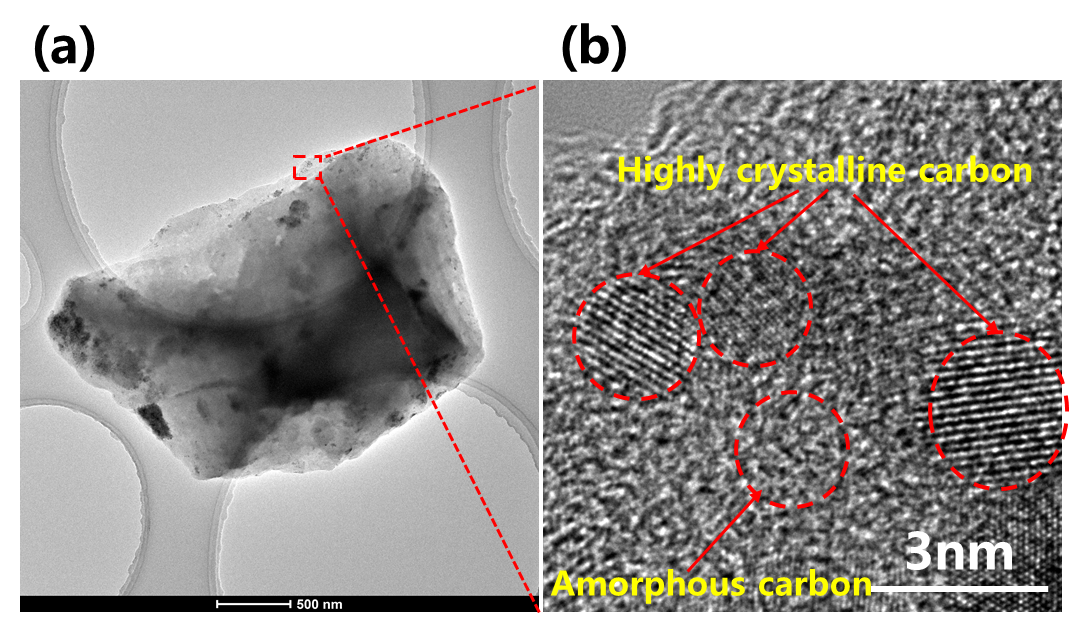 (a)
(b)
Highly crystalline carbon
3nm
Amorphous carbon
500 nm